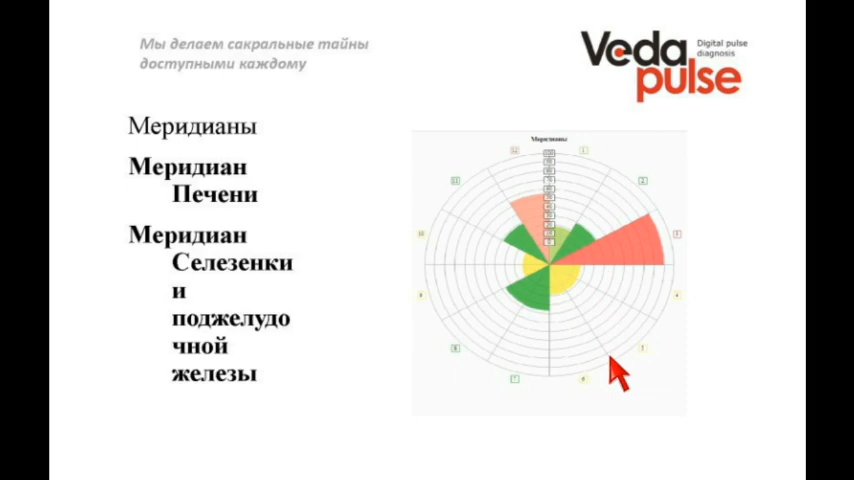 Мы делаем сакральные тайны
доступными каждому
Veda
pulse
Digital pulse
diagnosis
Меридианы
Меридиан
Печени
Меридиан
Селезенки
и
поджелудо
чной
железы
Меридианы
12
1
11
2
10
3
9
4
8
5
7
6